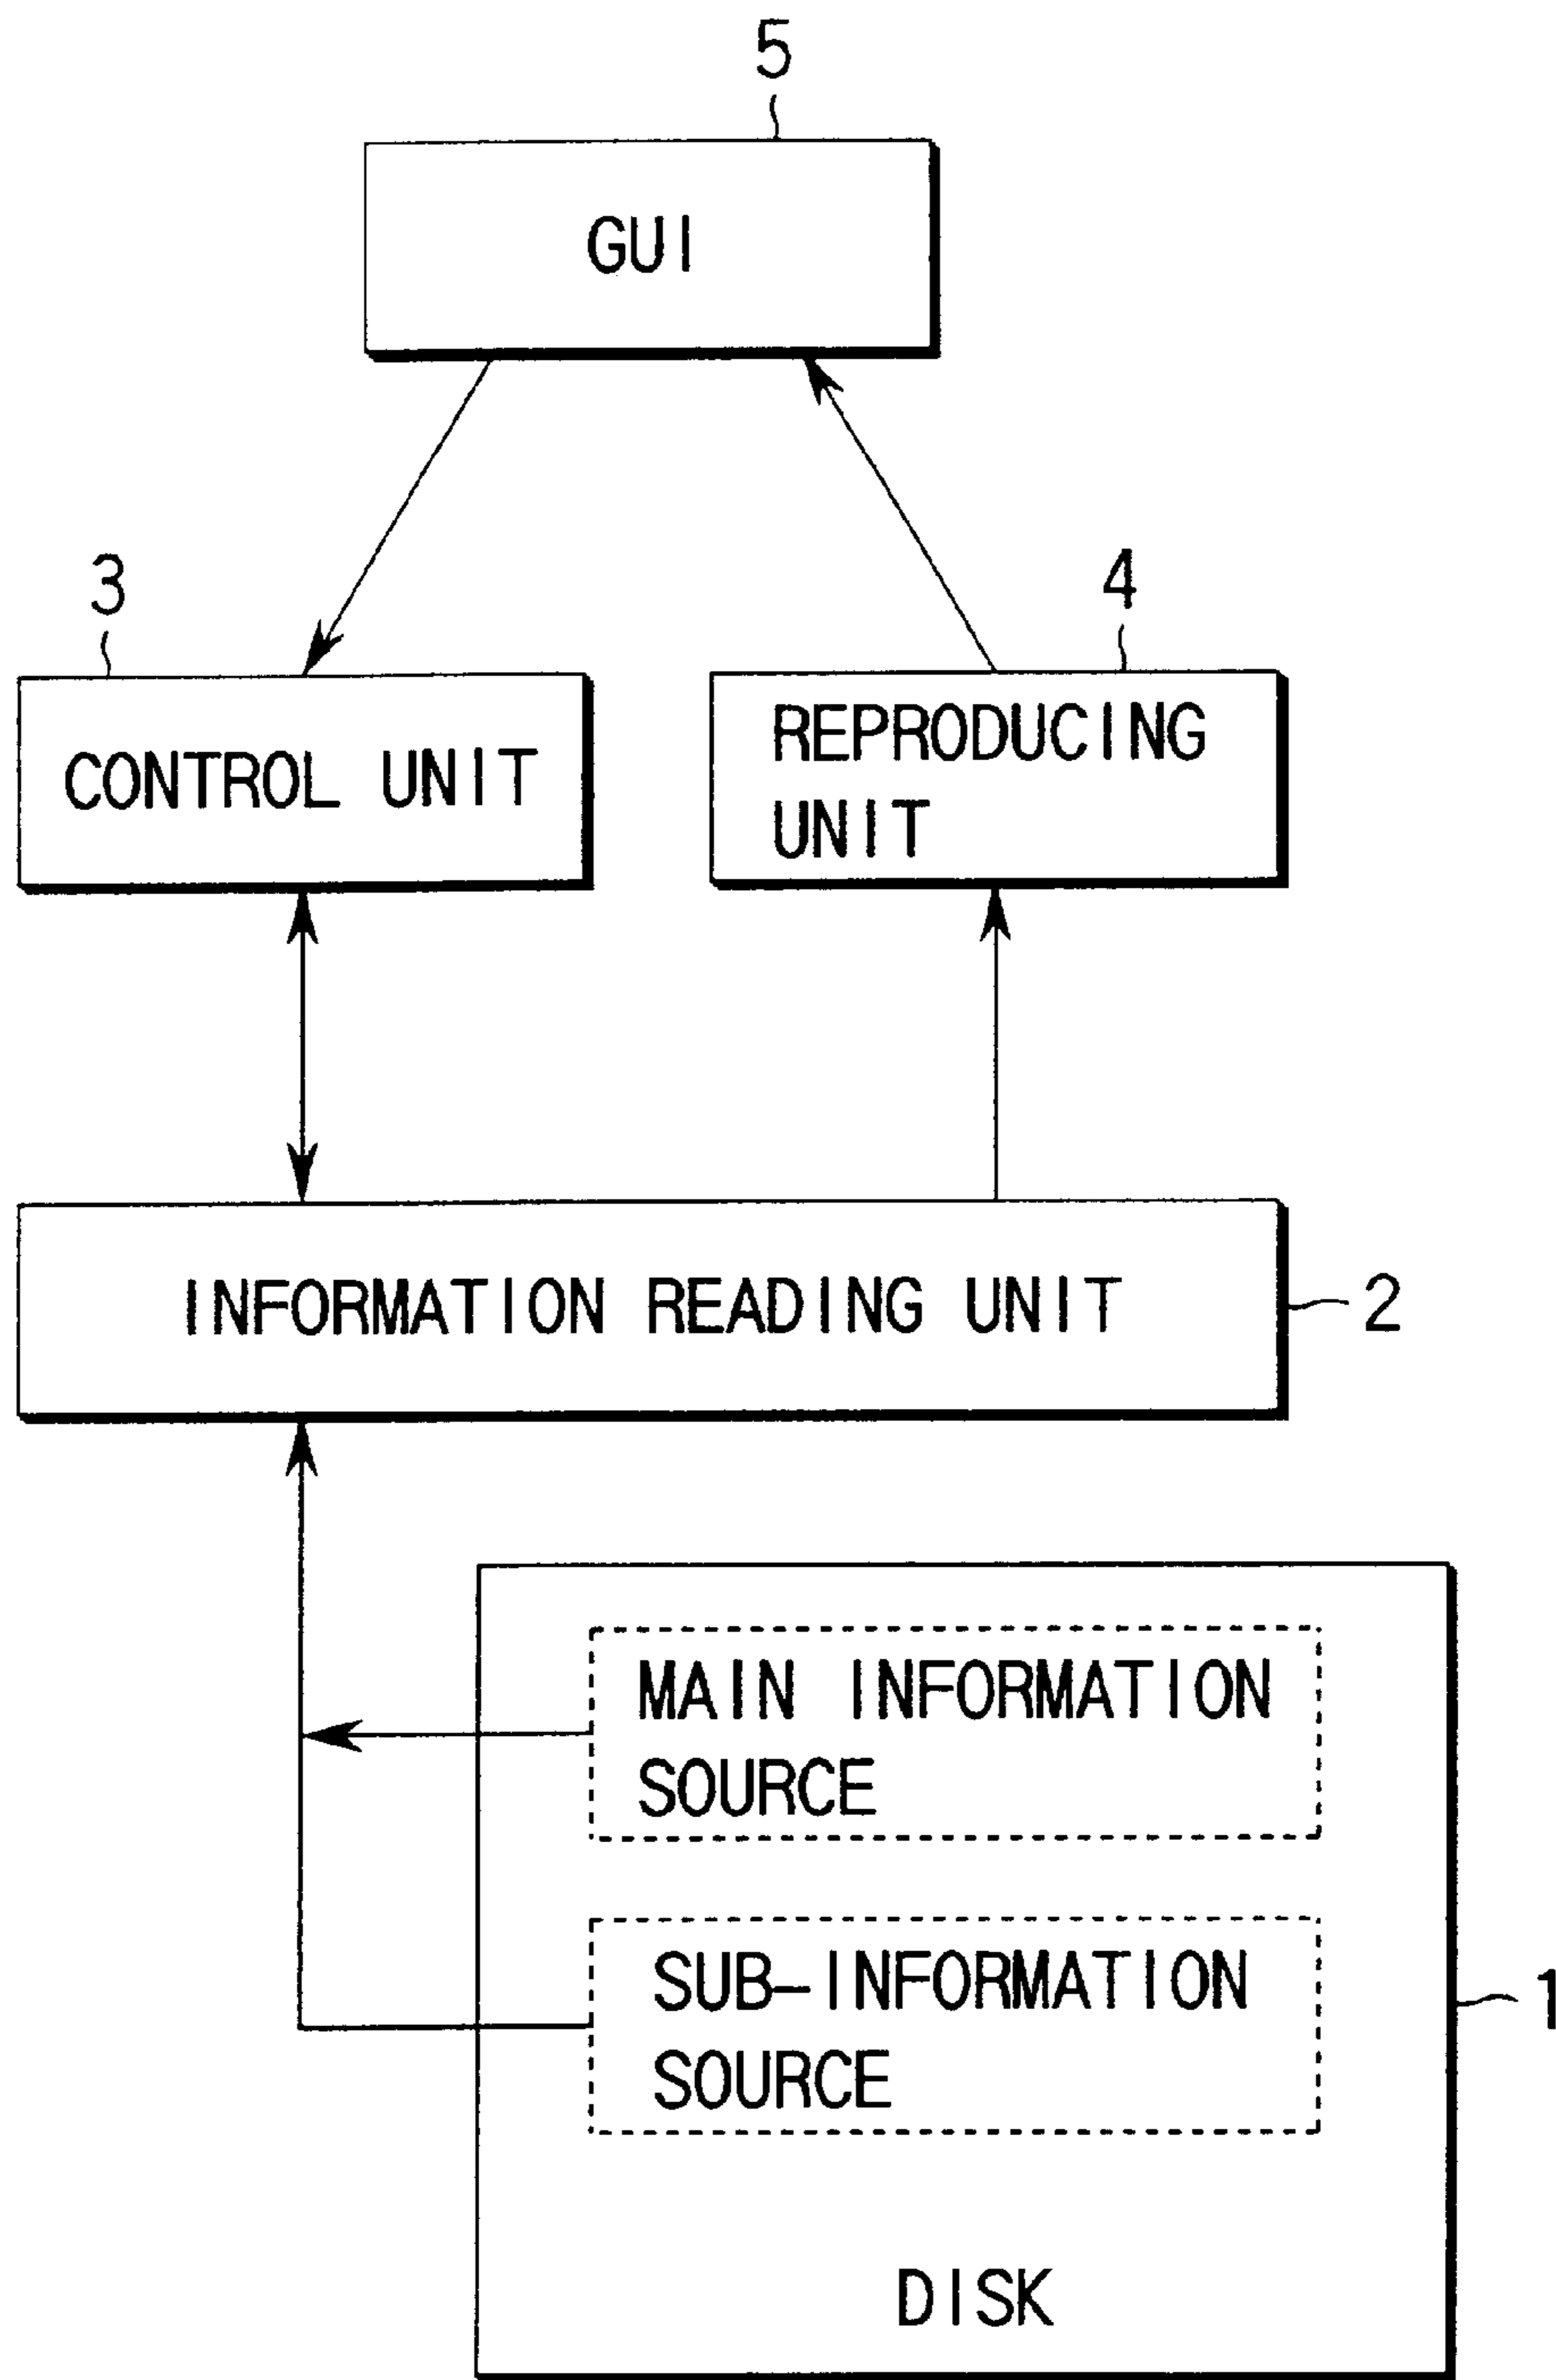 5
GUI
3
4
CONTROL UNIT
REPRODUCING
UNIT
INFORMATION READING UNIT
2
MAIN INFORMATION
SOURCE
SUB-INFORMATION
SOURCE
1
DISK